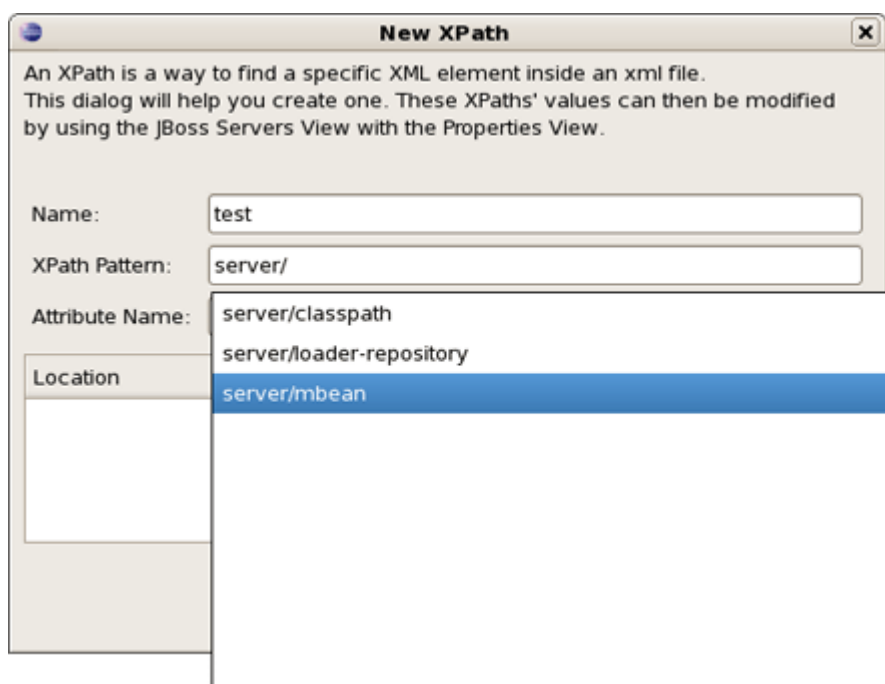 New XPath
An XPath is a way to find a specific XML element inside an xml file.
This dialog will help you create one. These XPaths' values can then be modified
by using the JBoss Servers View with the Properties View.
Name: test
XPath Pattern: server/
Attribute Name:
server/classpath
server/loader-repository
Location
server/mbean